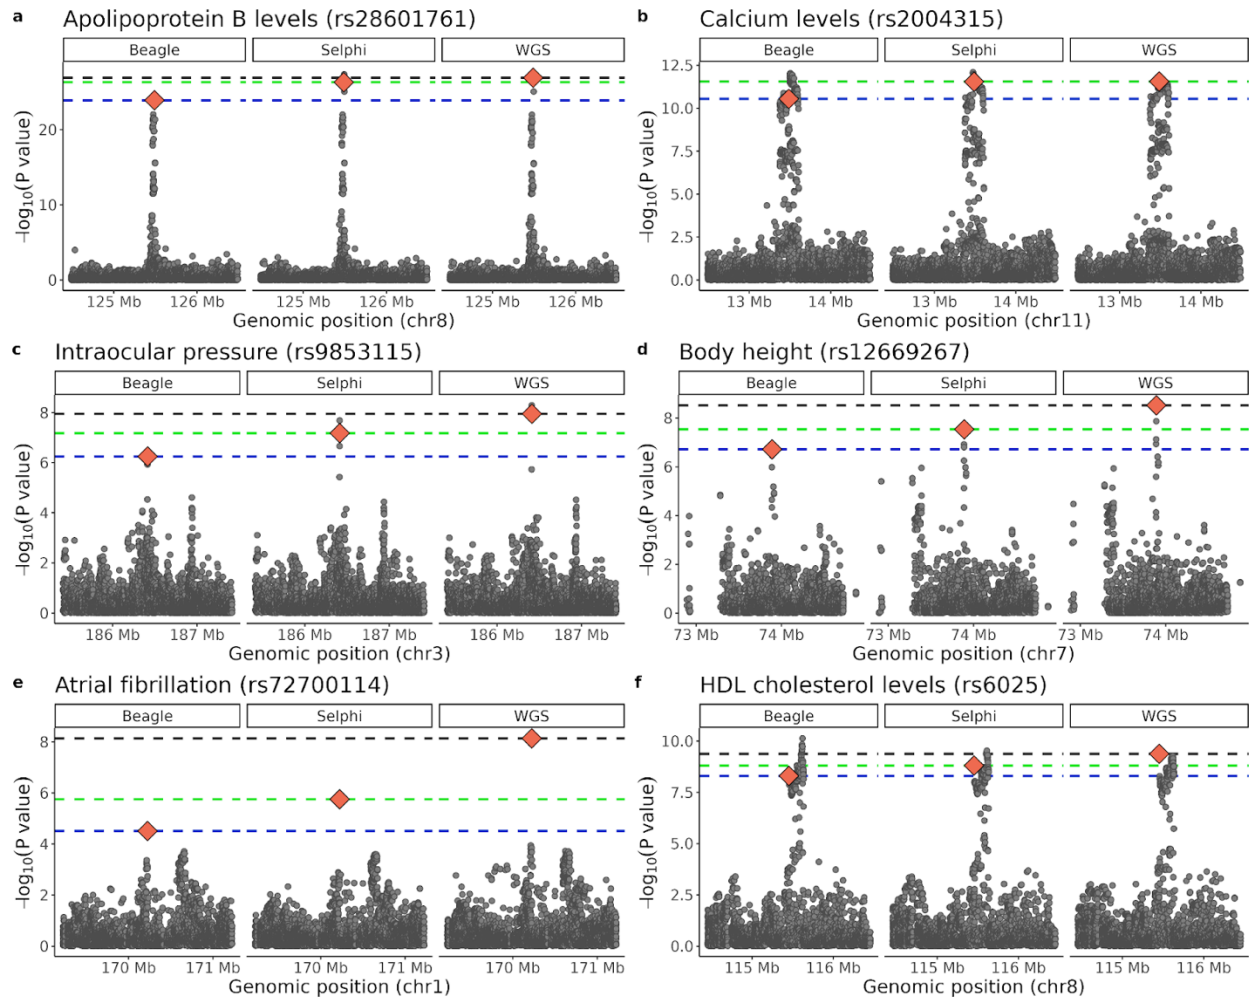 a Apolipoprotein B levels (rs28601761)
Beagle Selphi WGS
−log10(P value)
20
10
0
125 Mb 126 Mb 125 Mb 126 Mb 125 Mb 126 Mb
Genomic position (chr8)
b Calcium levels (rs2004315)
Beagle Selphi WGS
−log10(P value)
12.5
10.0
7.5
5.0
2.5
0.0
13 Mb 14 Mb 13 Mb 14 Mb 13 Mb 14 Mb
Genomic position (chr11)
c Intraocular pressure (rs9853115)
Beagle Selphi WGS
−log10(P value)
8
6
4
2
0
186 Mb 187 Mb 186 Mb 187 Mb 186 Mb 187 Mb
Genomic position (chr3)
d Body height (rs12669267)
Beagle Selphi WGS
−log10(P value)
8
6
4
2
0
73 Mb 74 Mb 73 Mb 74 Mb 73 Mb 74 Mb
Genomic position (chr7)
e Atrial fibrillation (rs72700114)
Beagle Selphi WGS
−log10(P value)
8
6
4
2
0
170 Mb 171 Mb 170 Mb 171 Mb 170 Mb 171 Mb
Genomic position (chr1)
f HDL cholesterol levels (rs6025)
Beagle Selphi WGS
−log10(P value)
10.0
7.5
5.0
2.5
0.0
115 Mb 116 Mb 115 Mb 116 Mb 115 Mb 116 Mb
Genomic position (chr8)